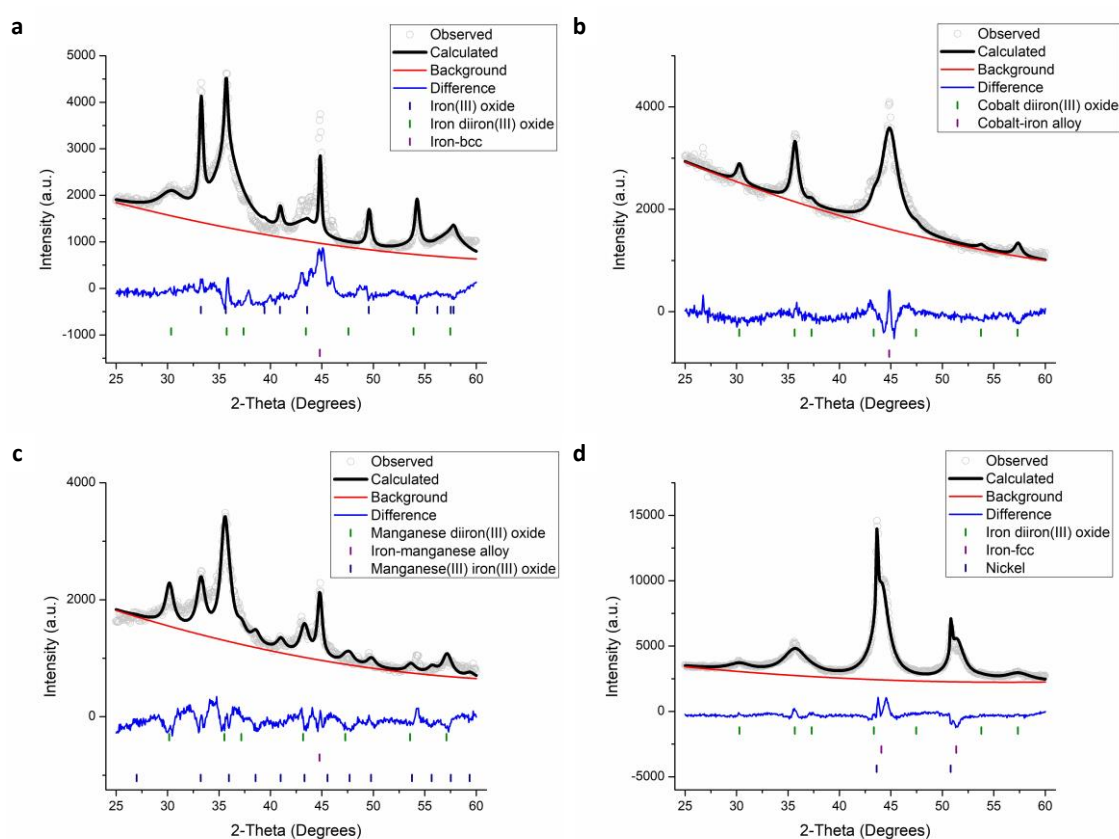 a
Observed
Calculated
Background
Difference
Iron(III) oxide
Iron diiron(III) oxide
Iron-bcc
5000
4000
3000
2000
1000
0
-1000
Intensity (a.u.)
25 30 35 40 45 50 55 60
2-Theta (Degrees)
b
Observed
Calculated
Background
Difference
Cobalt diiron(III) oxide
Cobalt-iron alloy
4000
2000
0
Intensity (a.u.)
25 30 35 40 45 50 55 60
2-Theta (Degrees)
c
Observed
Calculated
Background
Difference
Manganese diiron(III) oxide
Iron-manganese alloy
Manganese(III) iron(III) oxide
4000
2000
0
Intensity (a.u.)
25 30 35 40 45 50 55 60
2-Theta (Degrees)
d
Observed
Calculated
Background
Difference
Iron diiron(III) oxide
Iron-fcc
Nickel
15000
10000
5000
0
-5000
Intensity (a.u.)
25 30 35 40 45 50 55 60
2-Theta (Degrees)